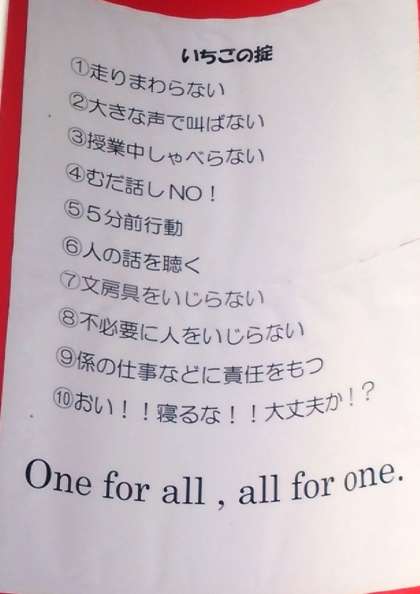 いちごの掟
①走りまわらない
②大きな声で叫ばない
③授業中しゃべらない
④むだ話しNO！
⑤５分前行動
⑥人の話を聴く
⑦文房具をいじらない
⑧不必要に人をいじらない
⑨係の仕事などに責任をもつ
⑩おい！！寝るな！！大丈夫か！？
One for all , all for one.